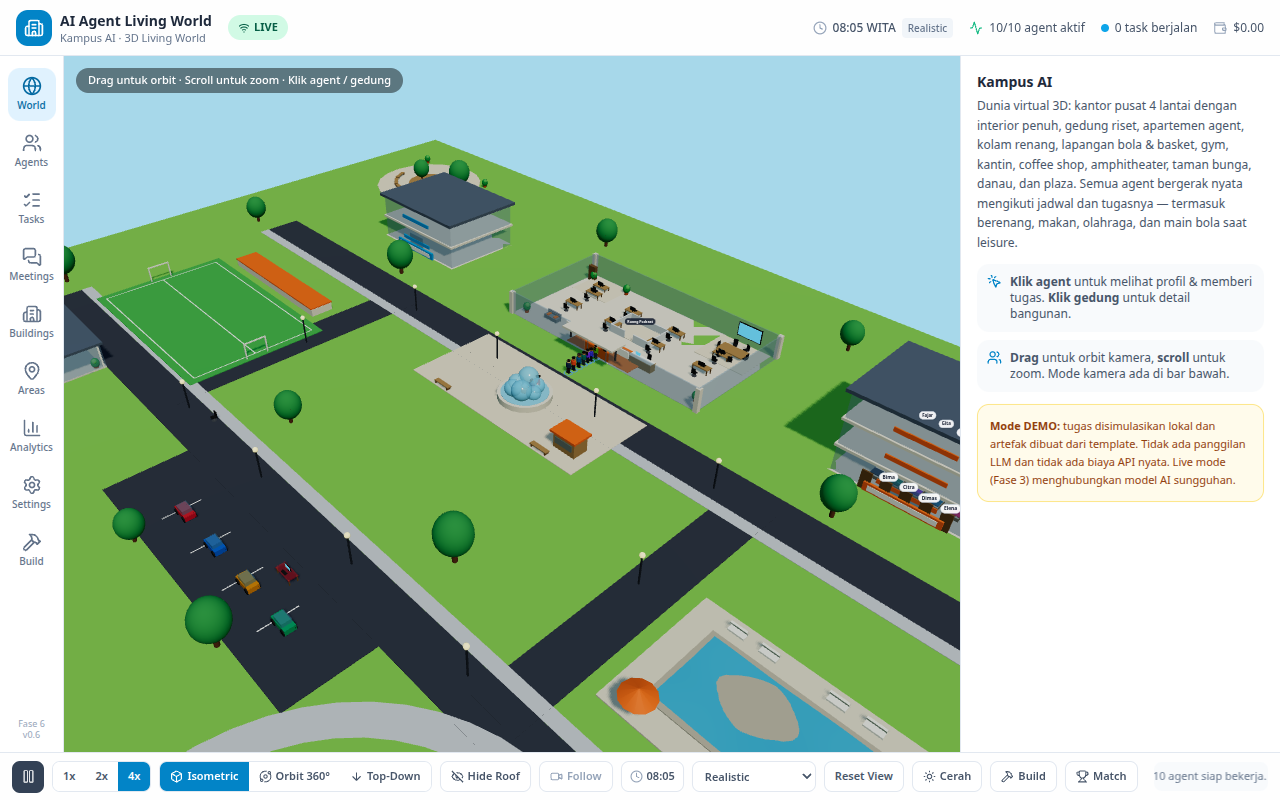 AI Agent Living World
Kampus AI · 3D Living World
LIVE
08:05 WITA
Realistic
10/10 agent aktif
0 task berjalan
$0.00
World
Agents
Tasks
Meetings
Buildings
Areas
Analytics
Settings
Build
Fase 6
v0.6
Drag untuk orbit · Scroll untuk zoom · Klik agent / gedung
Ruang Podcast
Fajar
Eka
Bima
Citra
Dimas
Elena
Kampus AI
Dunia virtual 3D: kantor pusat 4 lantai dengan
interior penuh, gedung riset, apartemen agent,
kolam renang, lapangan bola & basket, gym,
kantin, coffee shop, amphitheater, taman bunga,
danau, dan plaza. Semua agent bergerak nyata
mengikuti jadwal dan tugasnya — termasuk
berenang, makan, olahraga, dan main bola saat
leisure.
Klik agent untuk melihat profil & memberi
tugas. Klik gedung untuk detail
bangunan.
Drag untuk orbit kamera, scroll untuk
zoom. Mode kamera ada di bar bawah.
Mode DEMO: tugas disimulasikan lokal dan
artefak dibuat dari template. Tidak ada panggilan
LLM dan tidak ada biaya API nyata. Live mode
(Fase 3) menghubungkan model AI sungguhan.
1x
2x
4x
Isometric
Orbit 360°
Top-Down
Hide Roof
Follow
08:05
Realistic
Reset View
Cerah
Build
Match
10 agent siap bekerja.